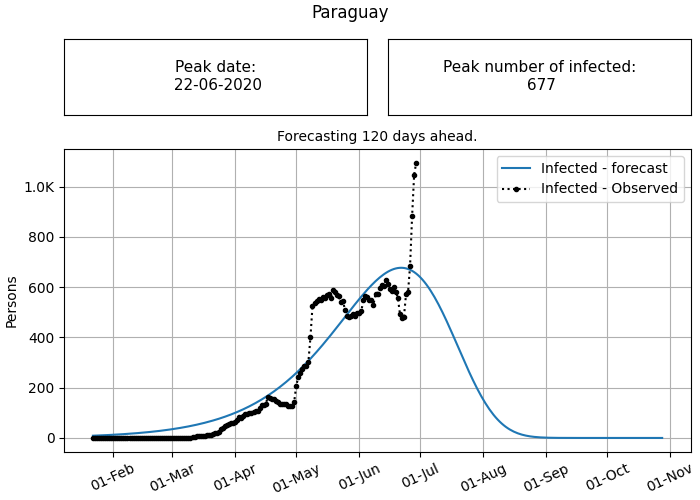 Paraguay
Peak date:
22-06-2020
Peak number of infected:
677
Forecasting 120 days ahead.
Infected - forecast
Infected - Observed
Persons
1.0K
800
600
400
200
0
01-Feb
01-Mar
01-Apr
01-May
01-Jun
01-Jul
01-Aug
01-Sep
01-Oct
01-Nov